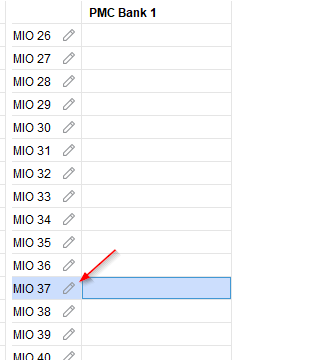 PMC Bank 1
MIO 26
MIO 27
MIO 28
MIO 29
MIO 30
MIO 31
MIO 32
MIO 33
MIO 34
MIO 35
MIO 36
MIO 37
MIO 38
MIO 39
MIO 40